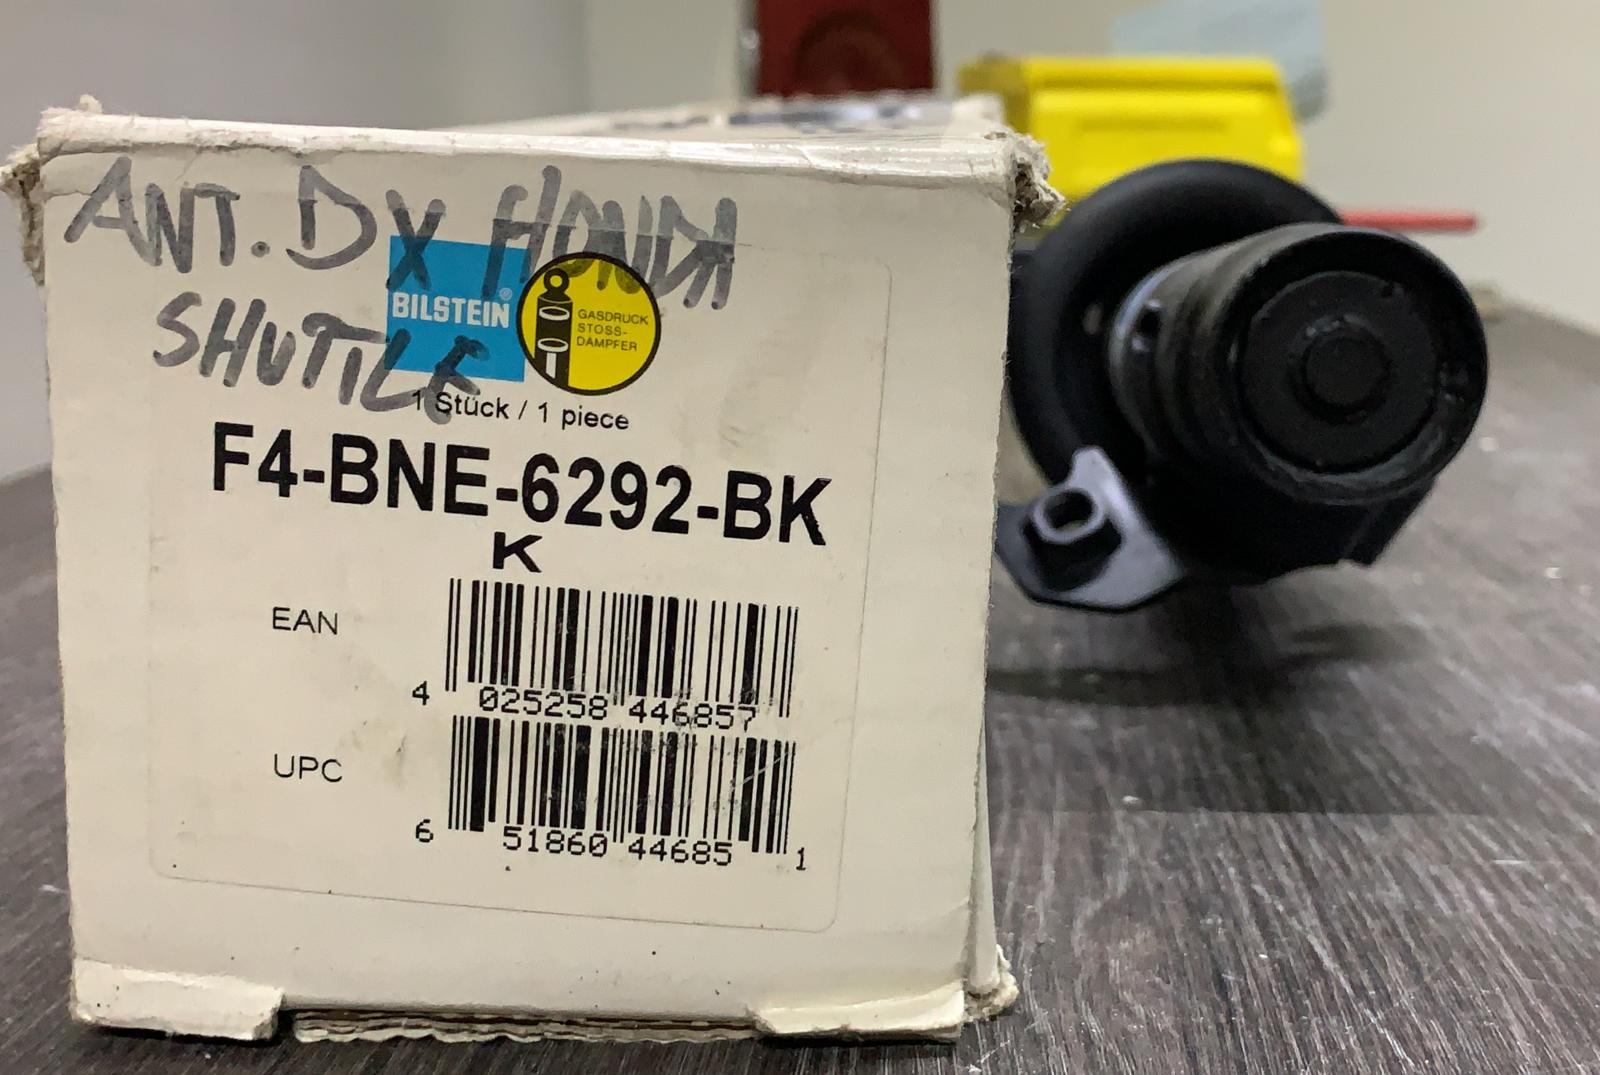 ANT. DX HONDA
SHUTTLE
BILSTEIN®
GASDRUCK
STOSS-
DÄMPFER
1 Stück / 1 piece
F4-BNE-6292-BK
K
EAN
4 025258 446857
UPC
6 51860 44685 1